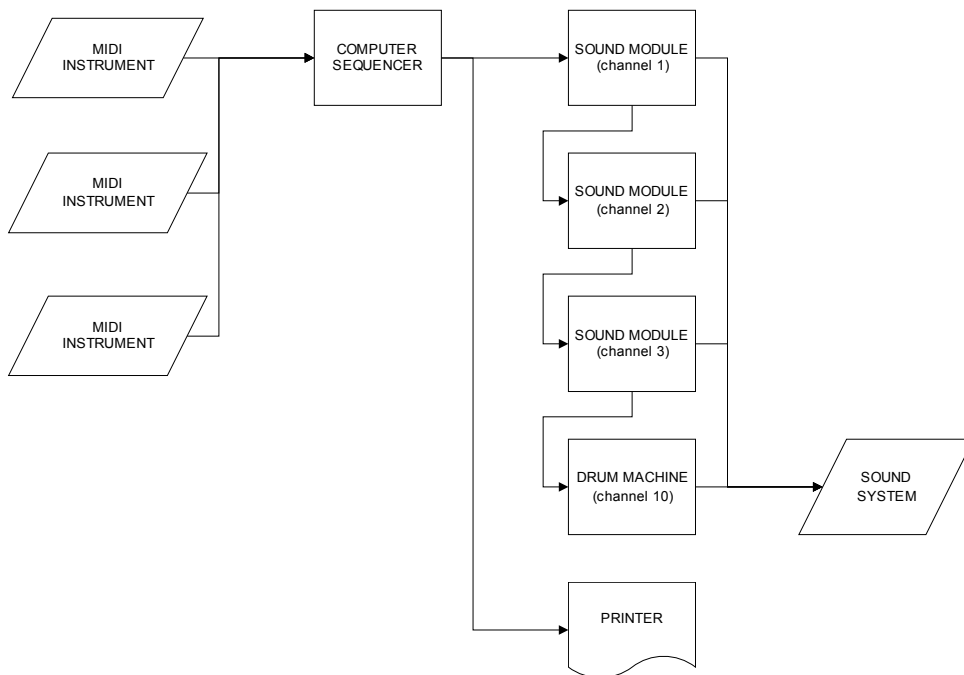 MIDI
INSTRUMENT
COMPUTER
SEQUENCER
SOUND MODULE
(channel 1)
MIDI
INSTRUMENT
SOUND MODULE
(channel 2)
MIDI
INSTRUMENT
SOUND MODULE
(channel 3)
DRUM MACHINE
(channel 10)
SOUND
SYSTEM
PRINTER